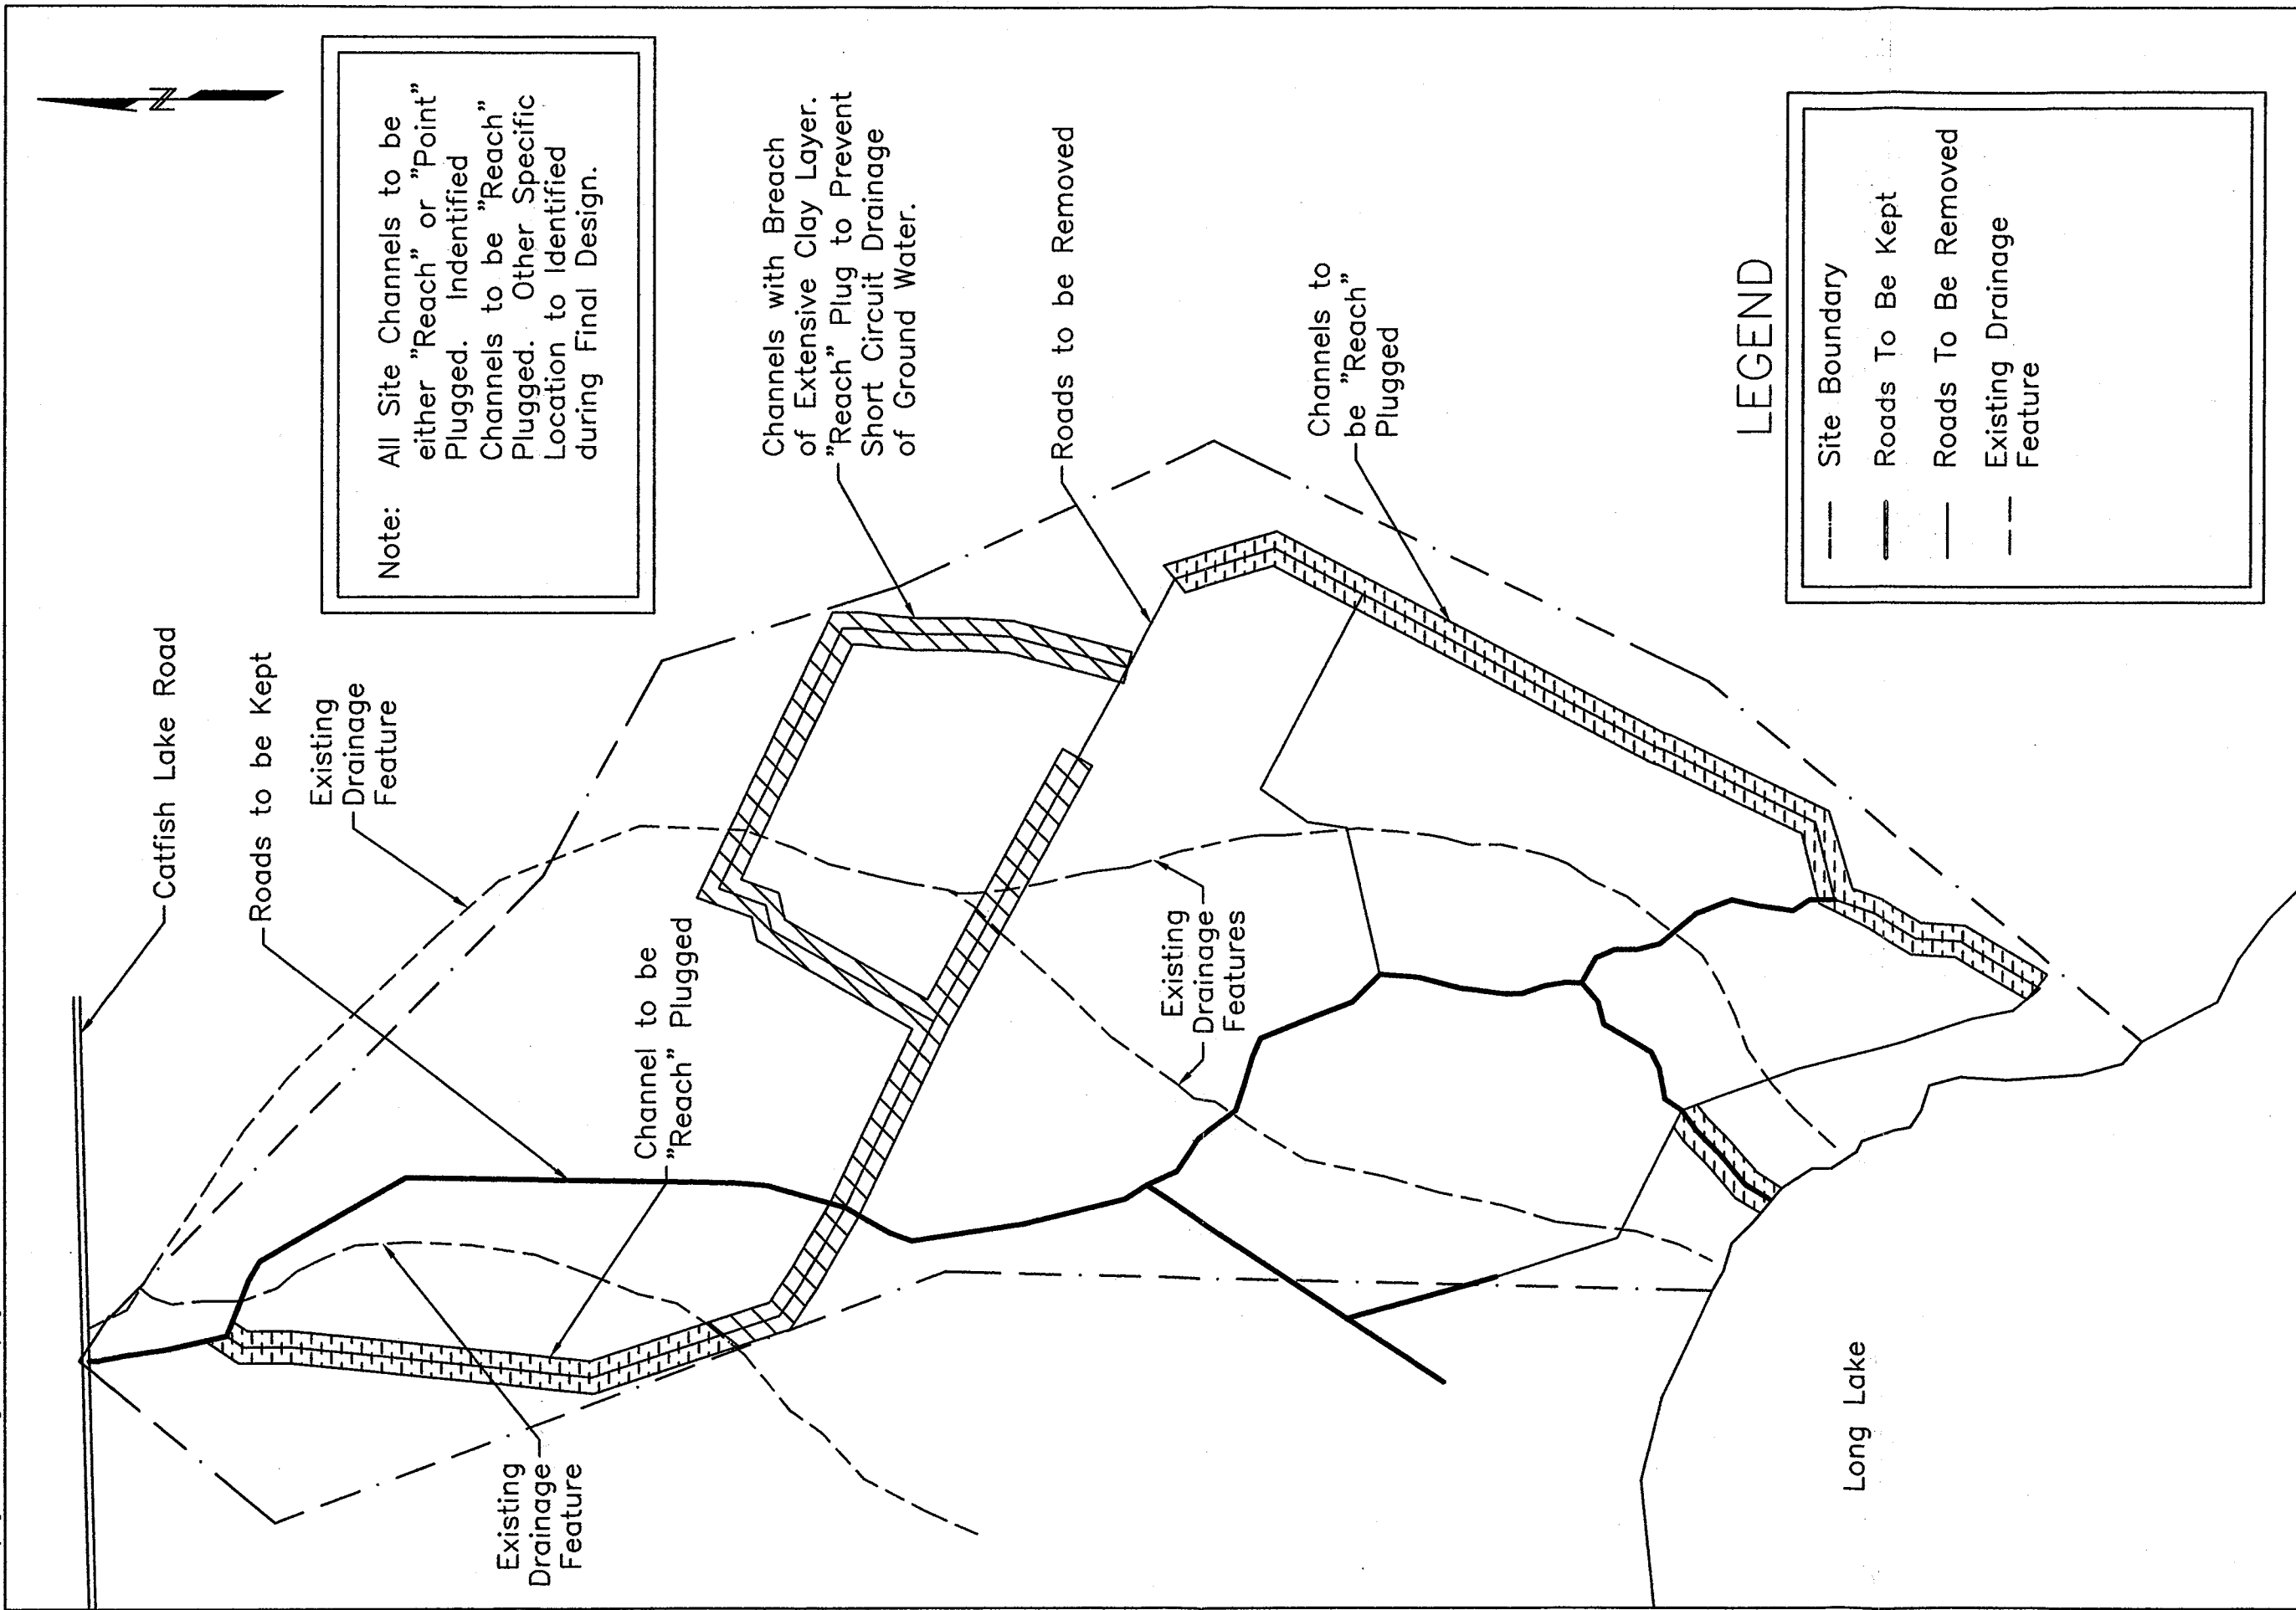 Catfish Lake Road
Roads to be Kept
Existing
Drainage
Feature
N
Note: All Site Channels to be
either "Reach" or "Point"
Plugged. Indentified
Channels to be "Reach"
Plugged. Other Specific
Location to Identified
during Final Design.
Channel to be
"Reach" Plugged
Channels with Breach
of Extensive Clay Layer.
"Reach" Plug to Prevent
Short Circuit Drainage
of Ground Water.
Existing
Drainage
Feature
Roads to be Removed
Existing
Drainage
Features
Channels to
be "Reach"
Plugged
Long Lake
LEGEND
Site Boundary
Roads To Be Kept
Roads To Be Removed
Existing Drainage
Feature